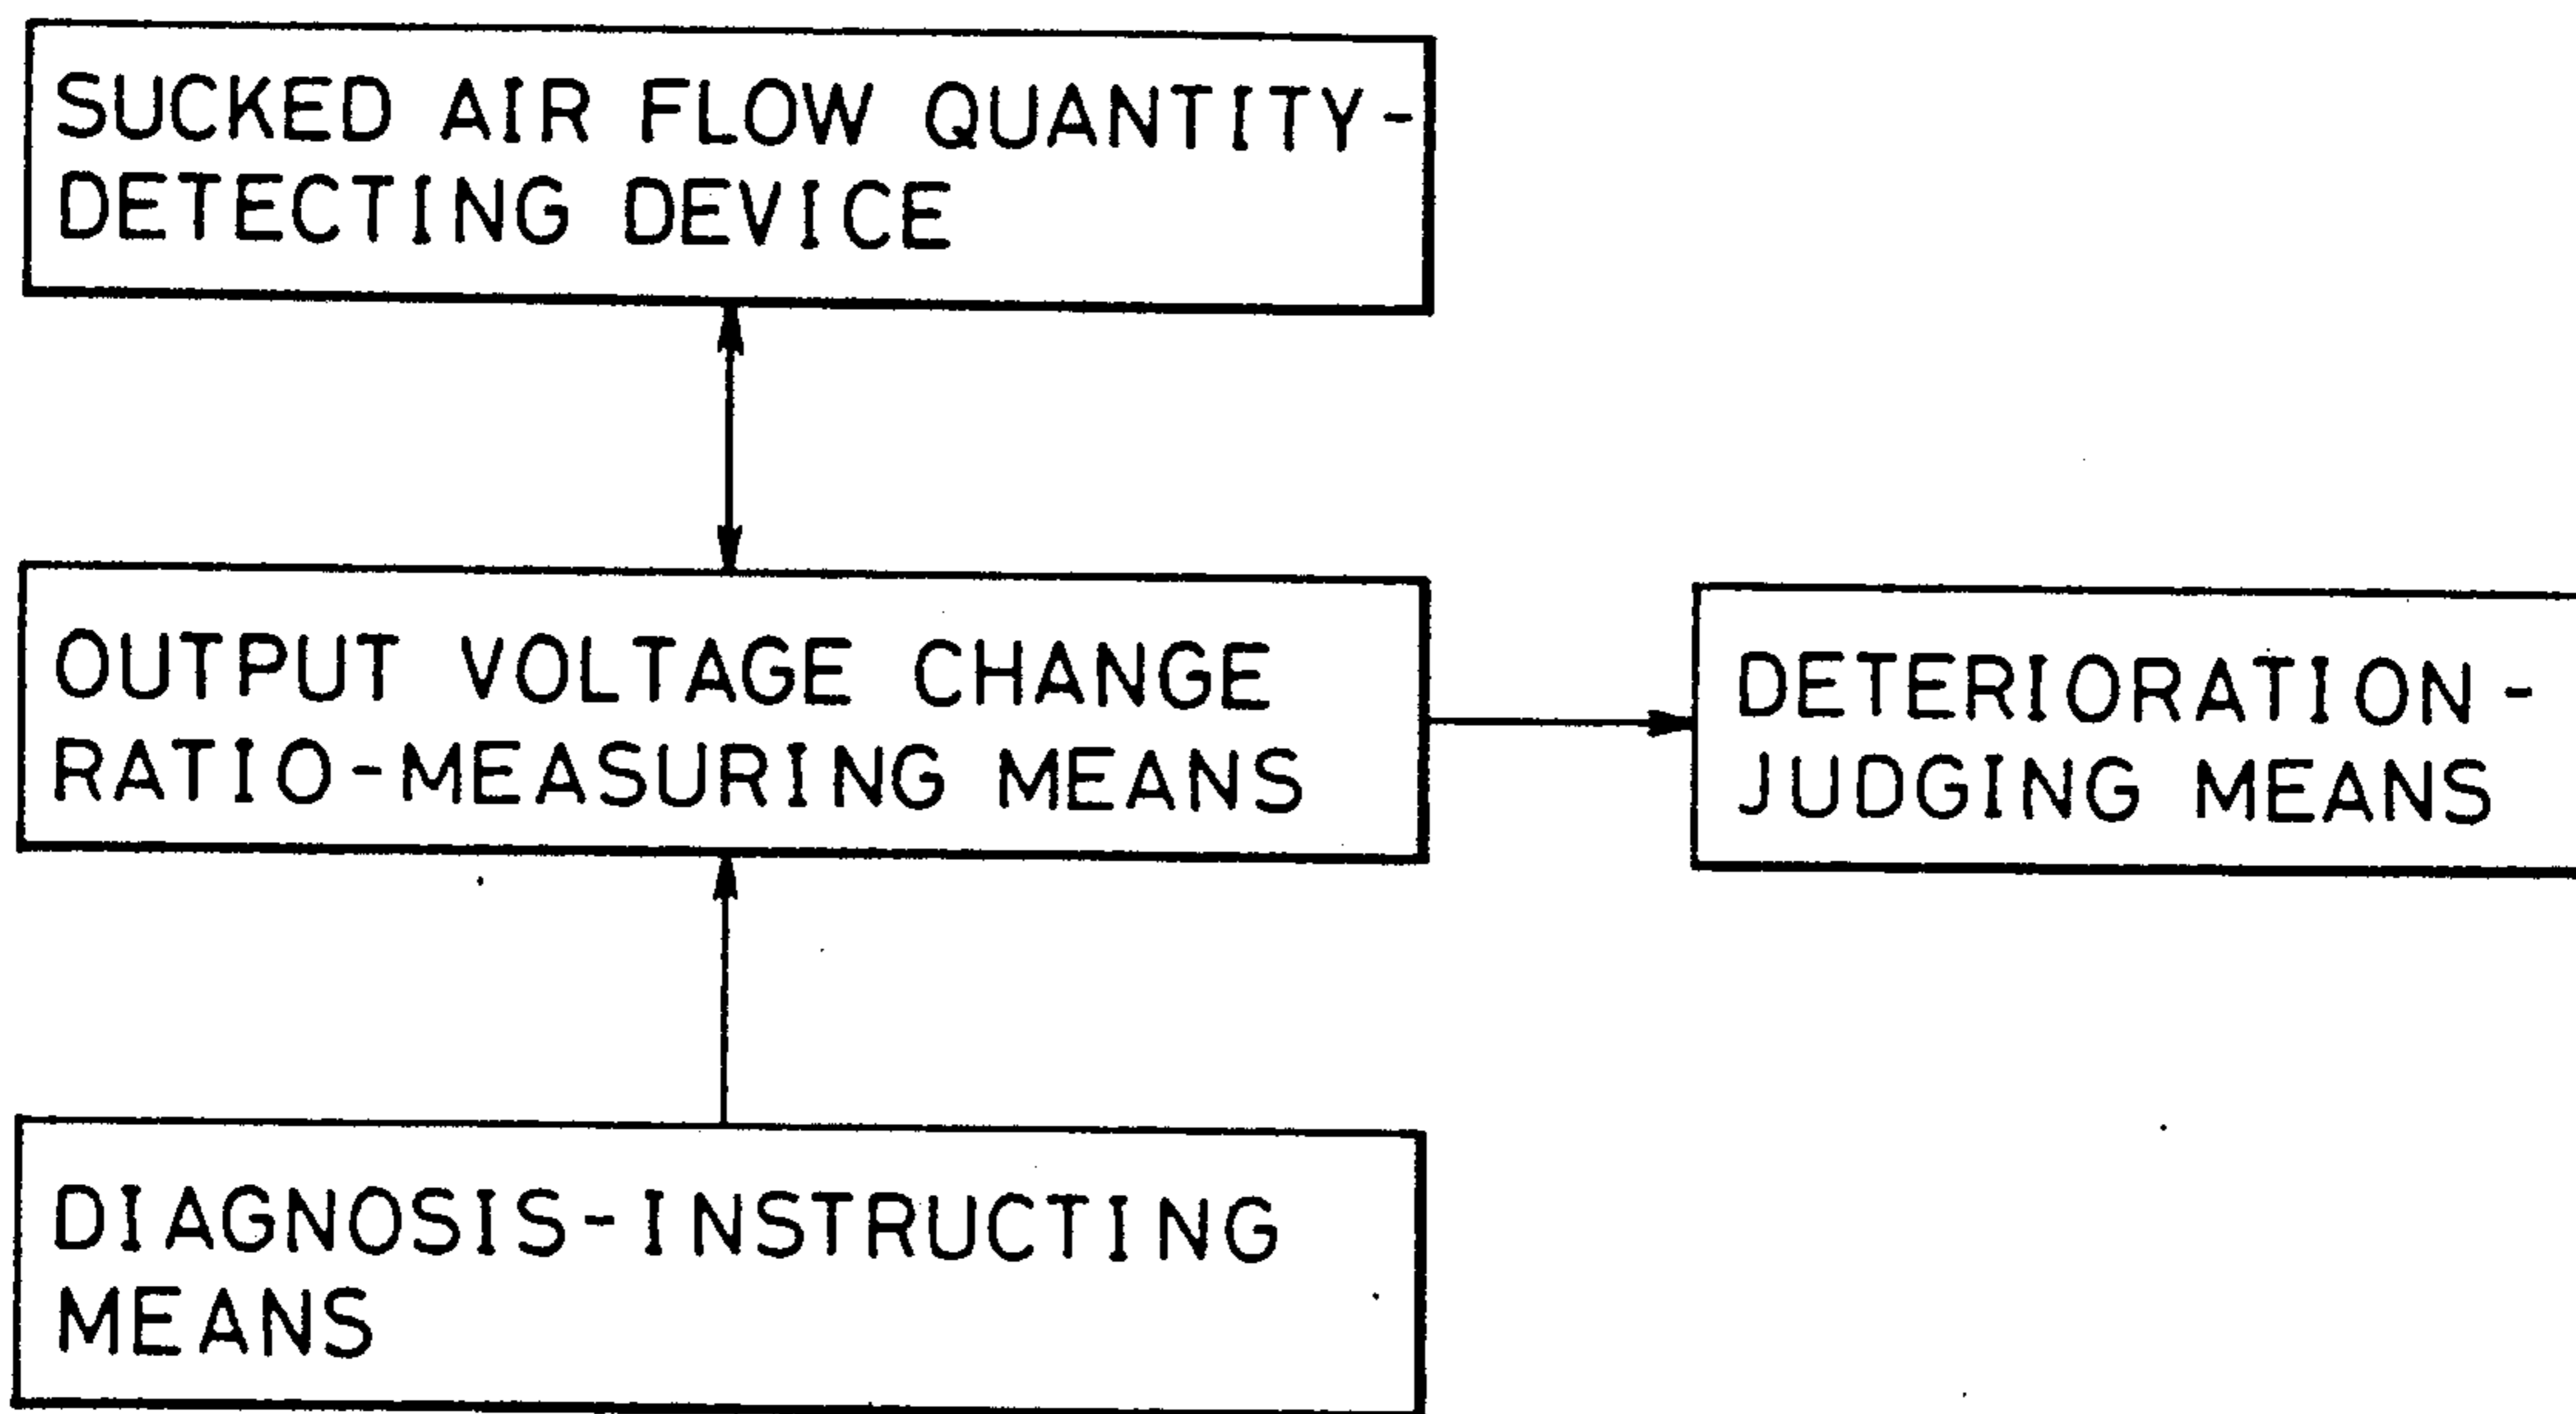 SUCKED AIR FLOW QUANTITY-
DETECTING DEVICE
OUTPUT VOLTAGE CHANGE
RATIO-MEASURING MEANS
DETERIORATION-
JUDGING MEANS
DIAGNOSIS-INSTRUCTING
MEANS